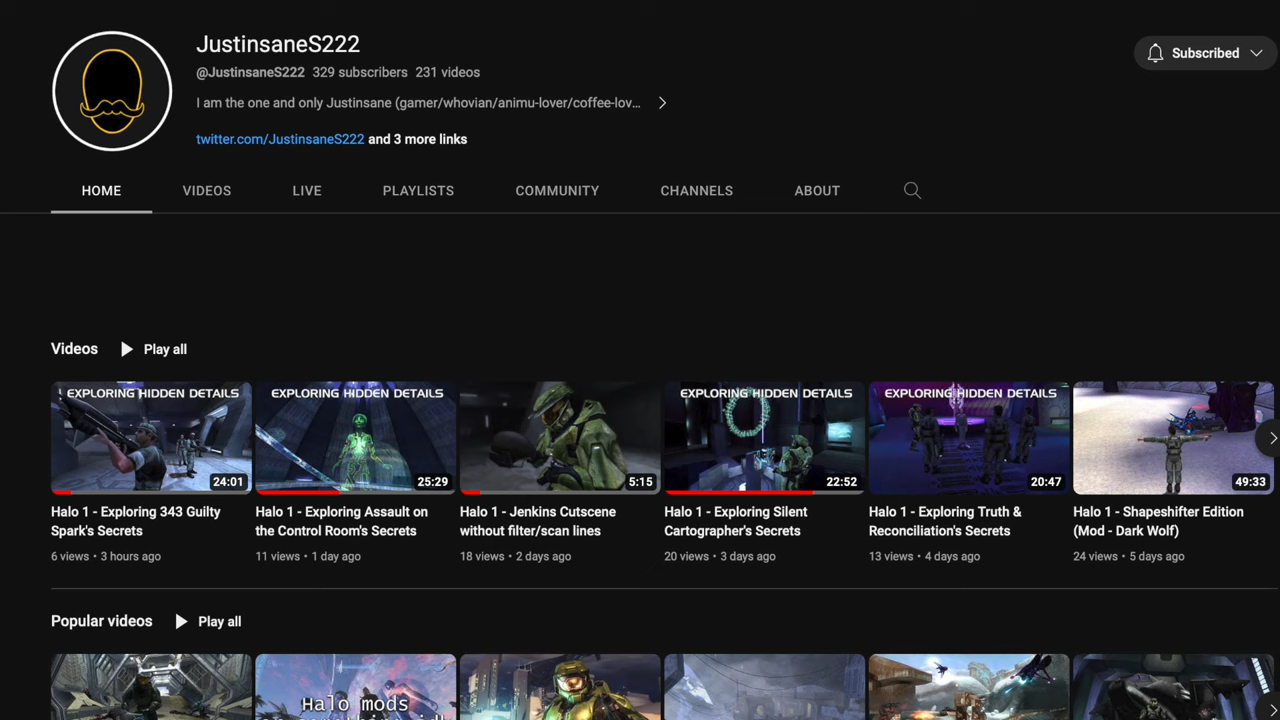 JustinsaneS222
@JustinsaneS222 329 subscribers 231 videos
I am the one and only Justinsane (gamer/whovian/animu-lover/coffee-lov...
twitter.com/JustinsaneS222 and 3 more links
Subscribed
HOME VIDEOS LIVE PLAYLISTS COMMUNITY CHANNELS ABOUT
Videos Play all
EXPLORING HIDDEN DETAILS
24:01
EXPLORING HIDDEN DETAILS
25:29
5:15
EXPLORING HIDDEN DETAILS
22:52
EXPLORING HIDDEN DETAILS
20:47
49:33
Halo 1 - Exploring 343 Guilty
Spark's Secrets
6 views • 3 hours ago
Halo 1 - Exploring Assault on
the Control Room's Secrets
11 views • 1 day ago
Halo 1 - Jenkins Cutscene
without filter/scan lines
18 views • 2 days ago
Halo 1 - Exploring Silent
Cartographer's Secrets
20 views • 3 days ago
Halo 1 - Exploring Truth &
Reconciliation's Secrets
13 views • 4 days ago
Halo 1 - Shapeshifter Edition
(Mod - Dark Wolf)
24 views • 5 days ago
Popular videos Play all
Halo mods